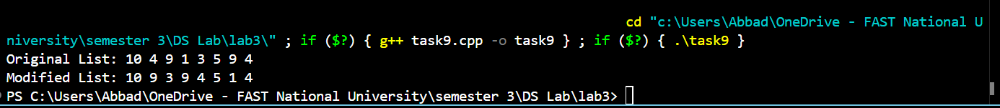 cd "c:\Users\Abbad\OneDrive - FAST National U
niversity\semester 3\DS Lab\lab3\" ; if ($?) { g++ task9.cpp -o task9 } ; if ($?) { .\task9 }
Original List: 10 4 9 1 3 5 9 4
Modified List: 10 9 3 9 4 5 1 4
PS C:\Users\Abbad\OneDrive - FAST National University\semester 3\DS Lab\lab3>